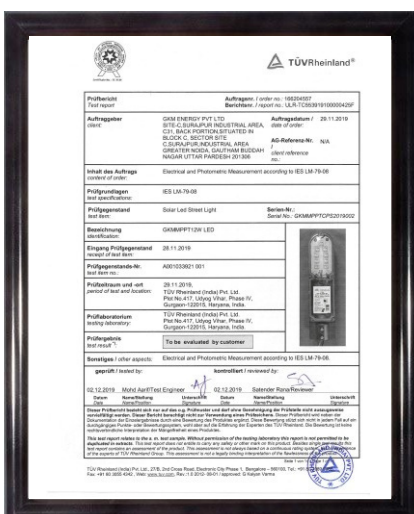 TÜVRheinland®
Prüfbericht
Test report
Auftragsnr. / order no.: 166204557
Berichtsnr. / report no.: ULR-TC663919100000425F
Auftraggeber
client:
GKM ENERGY PVT LTD
SITE-C,SURAJPUR INDUSTRIAL AREA,
C31, BACK PORTION,SITUATED IN
BLOCK C, SECTOR SITE
C,SURAJPUR,INDUSTRIAL AREA
GREATER NOIDA, GAUTHAM BUDDAH
NAGAR UTTAR PARDESH 201306
Auftragsdatum / 29.11.2019
date of order:
AG-Referenz-Nr. N/A
/
client reference
no.:
Inhalt des Auftrags
content of order:
Electrical and Photometric Measurement according to IES LM-79-08
Prüfgrundlagen
test specifications:
IES LM-79-08
Prüfgegenstand
test item:
Solar Led Street Light
Serien-Nr.:
Serial No.: GKMMPPTCPS2019002
Bezeichnung
identification:
GKMMPPT12W LED
Eingang Prüfgegenstand
receipt of test item:
28.11.2019
Prüfgegenstands-Nr.
test item no.:
A001033921 001
Prüfzeitraum und -ort
period of test and location:
29.11.2019,
TÜV Rheinland (India) Pvt. Ltd.
Plot No.417, Udyog Vihar, Phase IV,
Gurgaon-122015, Haryana, India.
Prüflaboratorium
testing laboratory:
TÜV Rheinland (India) Pvt. Ltd.
Plot No.417, Udyog Vihar, Phase IV,
Gurgaon-122015, Haryana, India.
Prüfergebnis
test result
To be evaluated by customer
Sonstiges / other aspects:
Electrical and Photometric Measurement according to IES LM-79-08.
geprüft / tested by:
kontrolliert / reviewed by:
02.12.2019 Mohd Aarif/Test Engineer
02.12.2019 Satender Rana/Reviewer
Datum Name/Stellung Unterschrift Datum Name/Stellung Unterschrift
Date Name/Position Signature Date Name/Position Signature